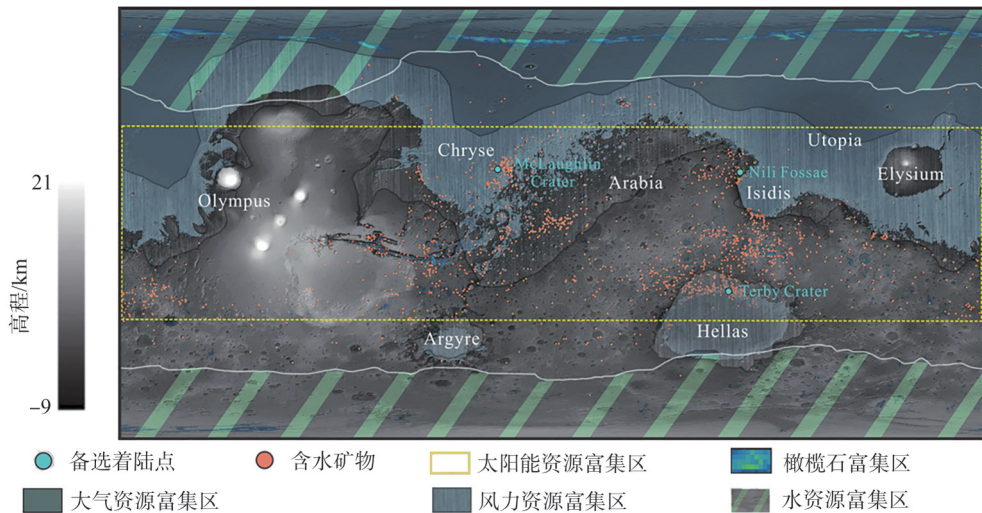 21
高程/km
–9
Chryse
McLaughlin
Crater
Arabia
Utopia
Nili Fossae
Isidis
Elysium
Olympus
Terby Crater
Argyre
Hellas
备选着陆点
含水矿物
太阳能资源富集区
橄榄石富集区
大气资源富集区
风力资源富集区
水资源富集区